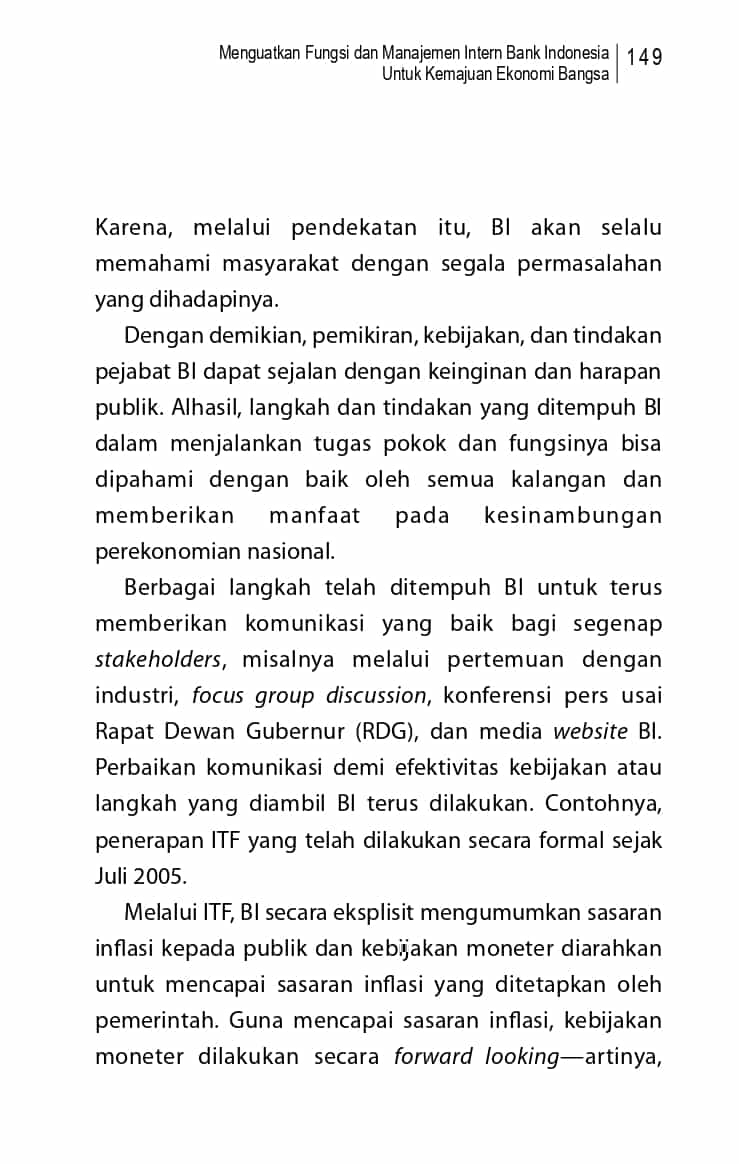 Menguatkan Fungsi dan Manajemen Intern Bank Indonesia
Untuk Kemajuan Ekonomi Bangsa
149
Karena, melalui pendekatan itu, BI akan selalu
memahami masyarakat dengan segala permasalahan
yang dihadapinya.
Dengan demikian, pemikiran, kebijakan, dan tindakan
pejabat BI dapat sejalan dengan keinginan dan harapan
publik. Alhasil, langkah dan tindakan yang ditempuh BI
dalam menjalankan tugas pokok dan fungsinya bisa
dipahami dengan baik oleh semua kalangan dan
memberikan manfaat pada kesinambungan
perekonomian nasional.
Berbagai langkah telah ditempuh BI untuk terus
memberikan komunikasi yang baik bagi segenap
stakeholders, misalnya melalui pertemuan dengan
industri, focus group discussion, konferensi pers usai
Rapat Dewan Gubernur (RDG), dan media website BI.
Perbaikan komunikasi demi efektivitas kebijakan atau
langkah yang diambil BI terus dilakukan. Contohnya,
penerapan ITF yang telah dilakukan secara formal sejak
Juli 2005.
Melalui ITF, BI secara eksplisit mengumumkan sasaran
inflasi kepada publik dan kebijakan moneter diarahkan
untuk mencapai sasaran inflasi yang ditetapkan oleh
pemerintah. Guna mencapai sasaran inflasi, kebijakan
moneter dilakukan secara forward looking—artinya,